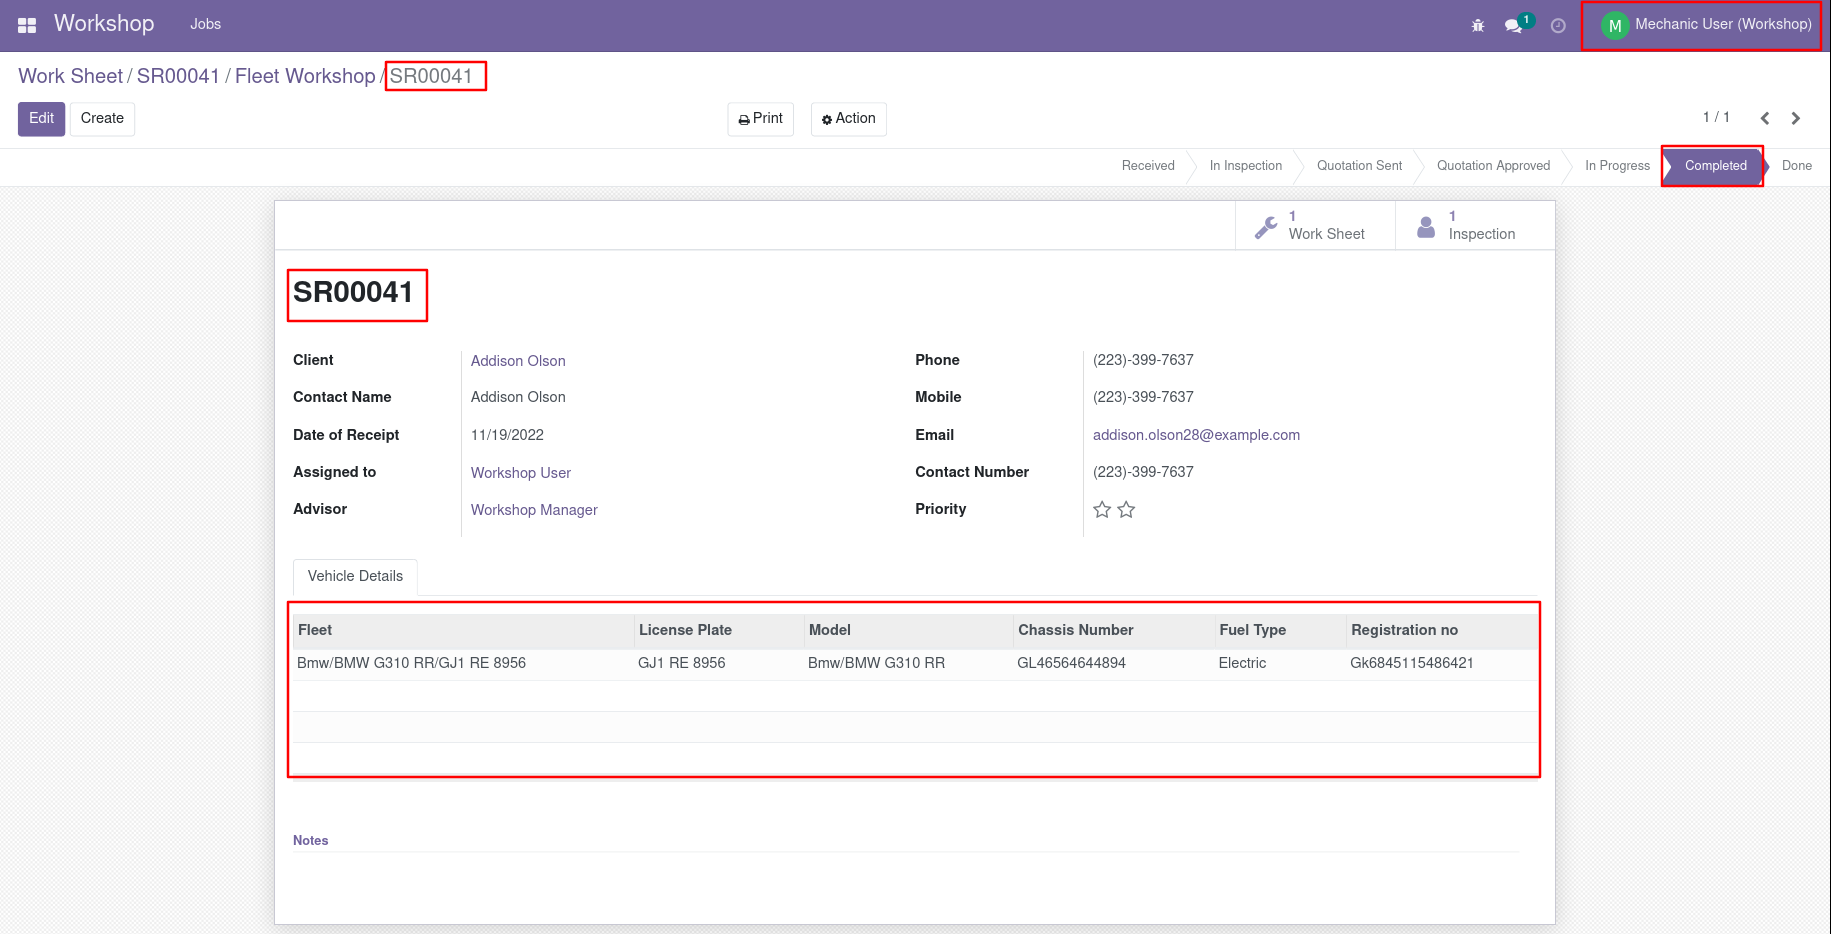 Workshop Jobs 1 M Mechanic User (Workshop)
Work Sheet / SR00041 / Fleet Workshop / SR00041
Edit Create Print Action 1 / 1
Received In Inspection Quotation Sent Quotation Approved In Progress Completed Done
1 Work Sheet
1 Inspection
SR00041
Client Addison Olson Phone (223)-399-7637
Contact Name Addison Olson Mobile (223)-399-7637
Date of Receipt 11/19/2022 Email addison.olson28@example.com
Assigned to Workshop User Contact Number (223)-399-7637
Advisor Workshop Manager Priority
Vehicle Details
Fleet License Plate Model Chassis Number Fuel Type Registration no
Bmw/BMW G310 RR/GJ1 RE 8956 GJ1 RE 8956 Bmw/BMW G310 RR GL46564644894 Electric Gk6845115486421
Notes